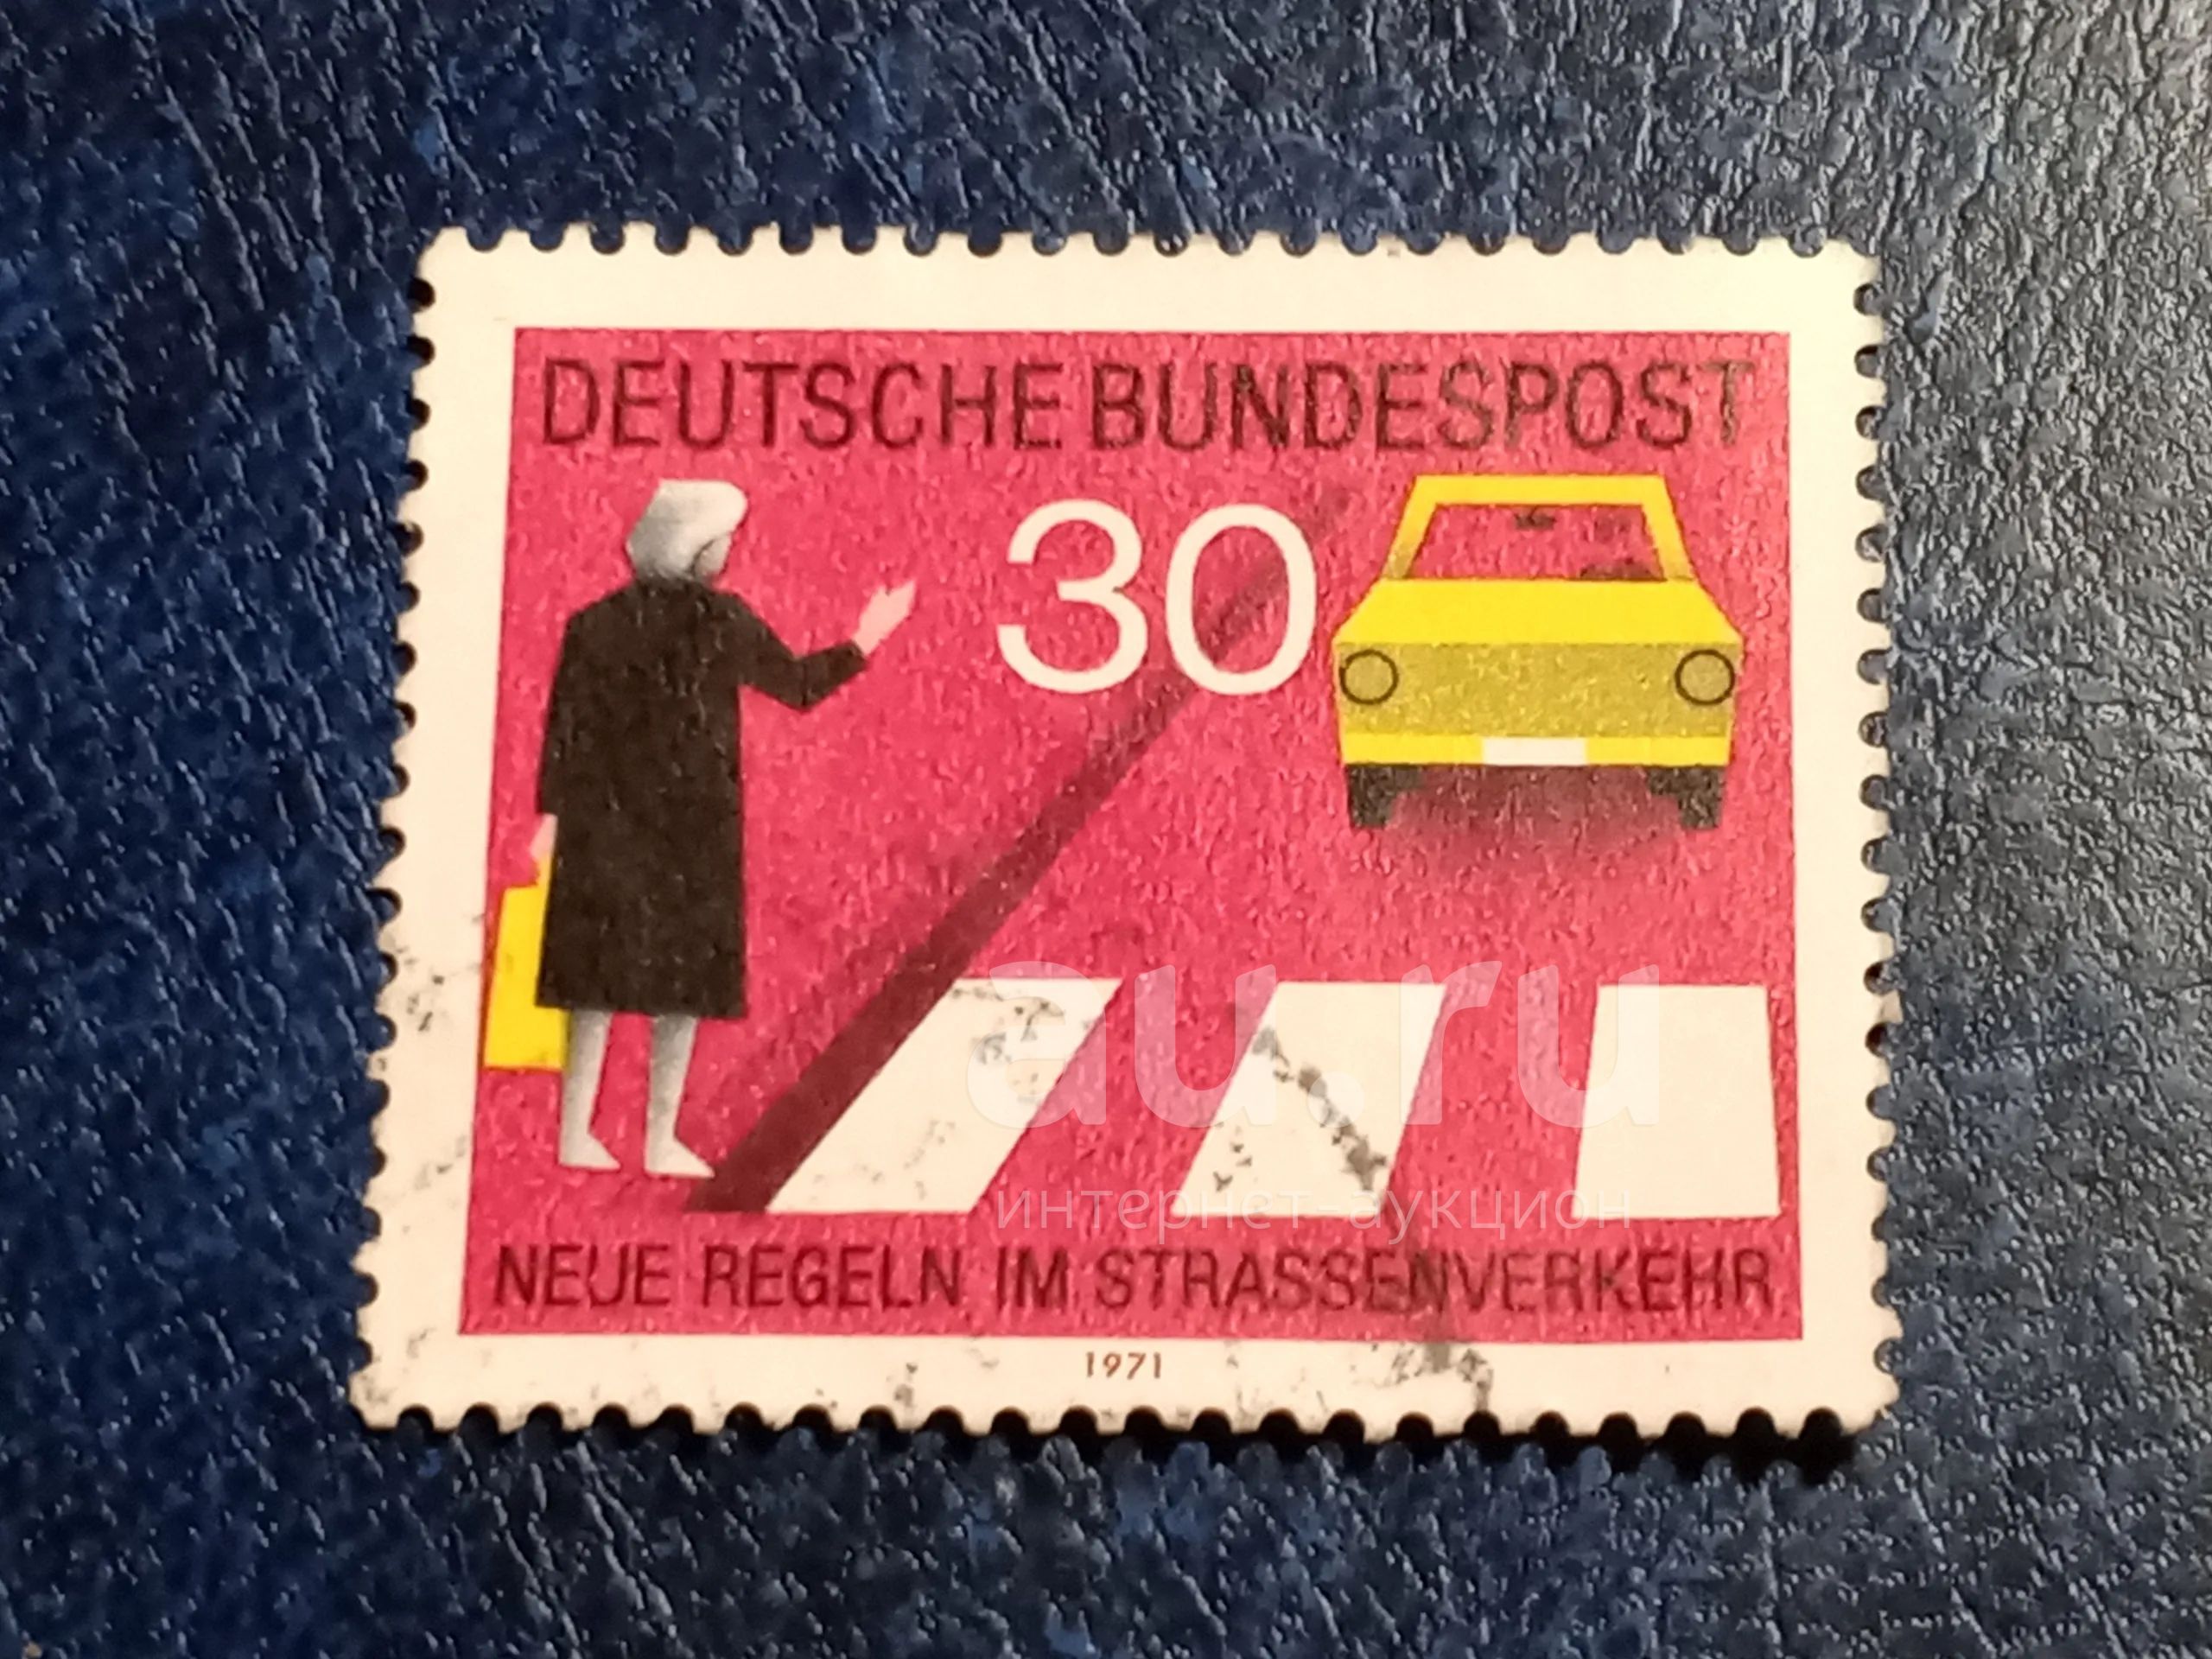 DEUTSCHE BUNDESPOST
30
au.ru
интернет-аукцион
NEUE REGELN IM STRASSENVERKEHR
1971